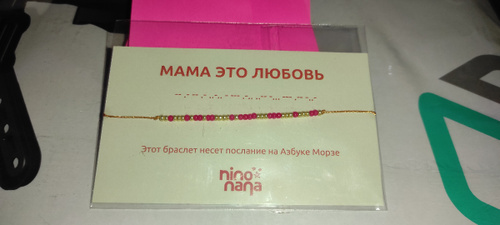 МАМА ЭТО ЛЮБОВЬ
Этот браслет несет послание на Азбуке Морзе
nino
nana